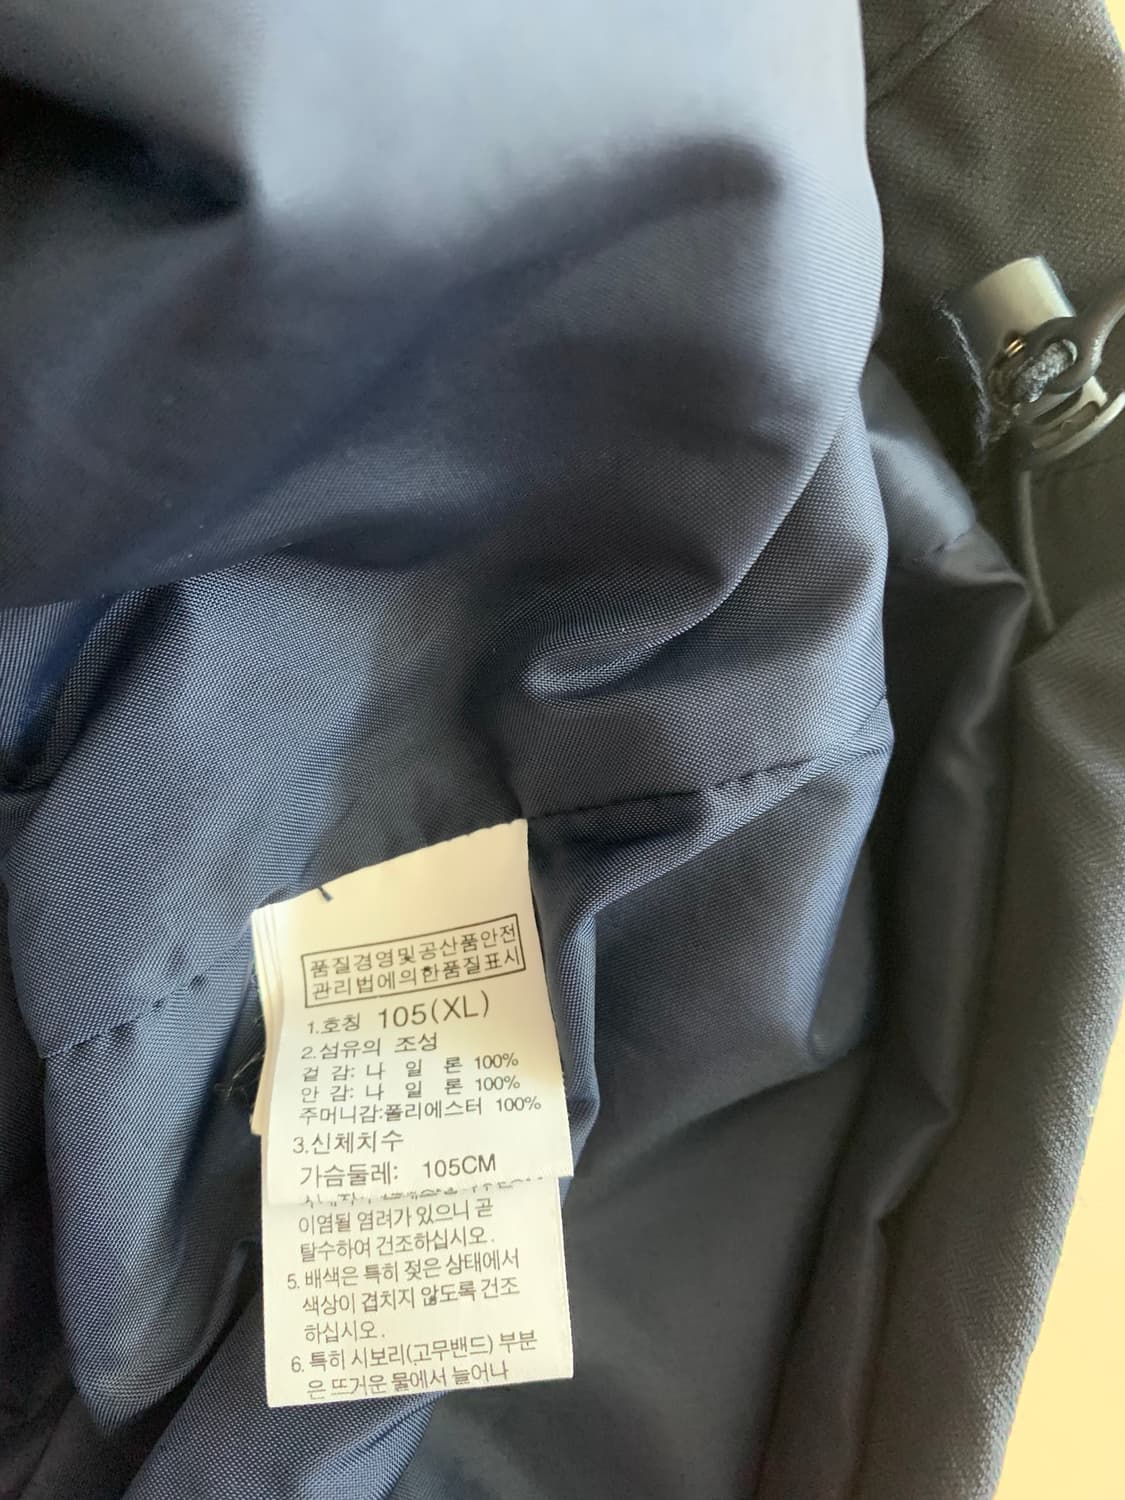 품질경영및공산품안전
관리법에의한품질표시
1.호칭 105(XL)
2.섬유의 조성
겉 감: 나 일 론 100%
안 감: 나 일 론 100%
주머니감:폴리에스터 100%
3.신체치수
가슴둘레: 105CM
이염될 염려가 있으니 곧
탈수하여 건조하십시오.
5. 배색은 특히 젖은 상태에서
색상이 겹치지 않도록 건조
하십시오.
6. 특히 시보리(고무밴드) 부분
은 뜨거운 물에서 늘어나